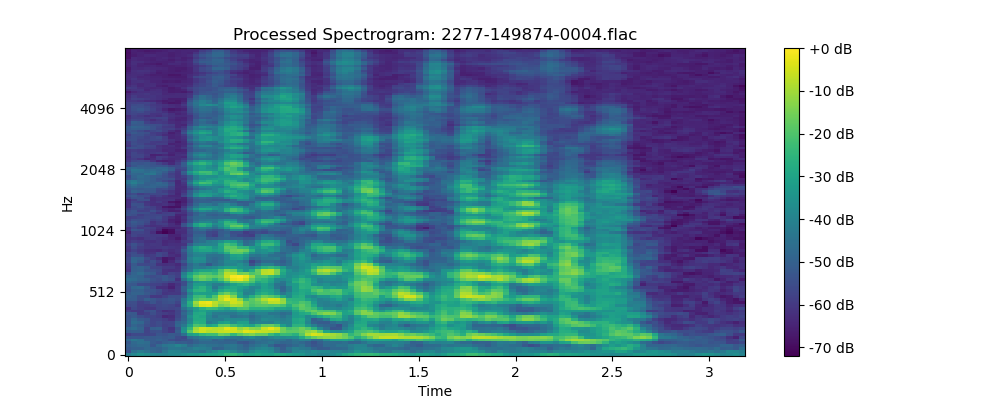 Processed Spectrogram: 2277-149874-0004.flac
Hz
4096
2048
1024
512
0
0 0.5 1 1.5 2 2.5 3
Time
+0 dB
-10 dB
-20 dB
-30 dB
-40 dB
-50 dB
-60 dB
-70 dB